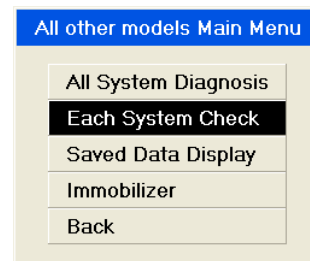 All other models Main Menu
All System Diagnosis
Each System Check
Saved Data Display
Immobilizer
Back